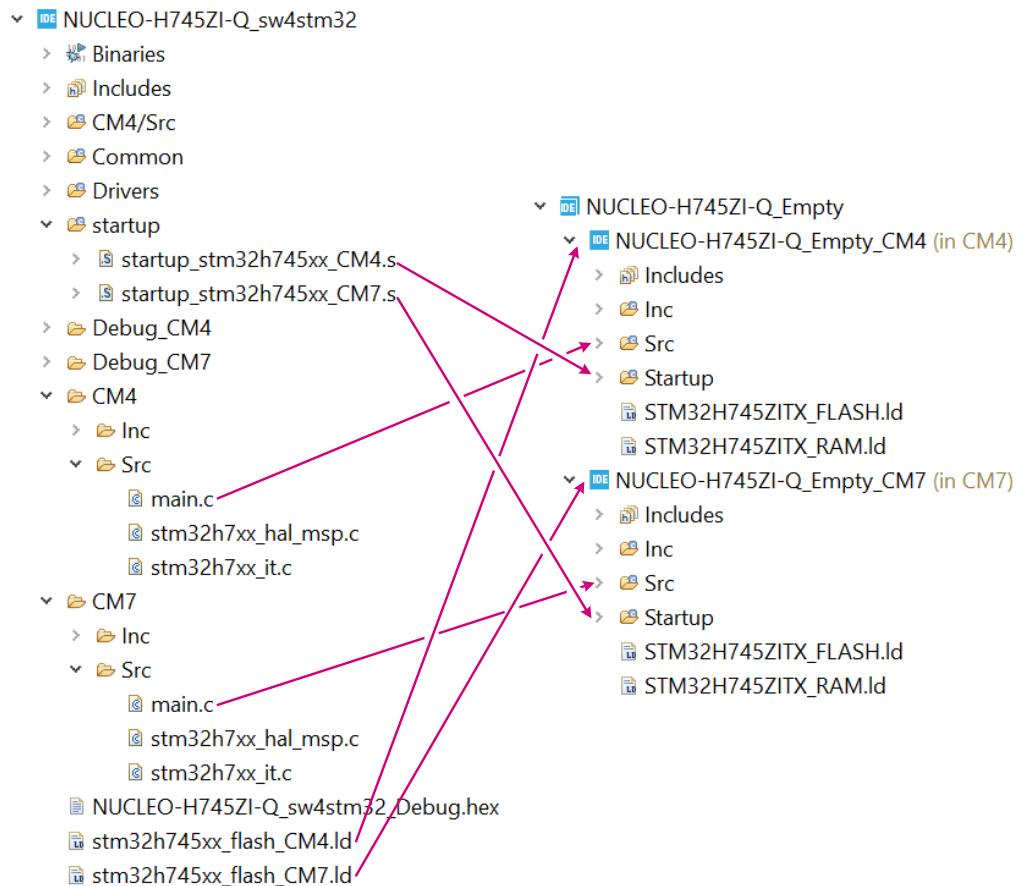 NUCLEO-H745ZI-Q_sw4stm32
Binaries
Includes
CM4/Src
Common
Drivers
startup
startup_stm32h745xx_CM4.s
startup_stm32h745xx_CM7.s
Debug_CM4
Debug_CM7
CM4
Inc
Src
main.c
stm32h7xx_hal_msp.c
stm32h7xx_it.c
CM7
Inc
Src
main.c
stm32h7xx_hal_msp.c
stm32h7xx_it.c
NUCLEO-H745ZI-Q_sw4stm32_Debug.hex
stm32h745xx_flash_CM4.ld
stm32h745xx_flash_CM7.ld
NUCLEO-H745ZI-Q_Empty
NUCLEO-H745ZI-Q_Empty_CM4 (in CM4)
Includes
Inc
Src
Startup
STM32H745ZITX_FLASH.ld
STM32H745ZITX_RAM.ld
NUCLEO-H745ZI-Q_Empty_CM7 (in CM7)
Includes
Inc
Src
Startup
STM32H745ZITX_FLASH.ld
STM32H745ZITX_RAM.ld